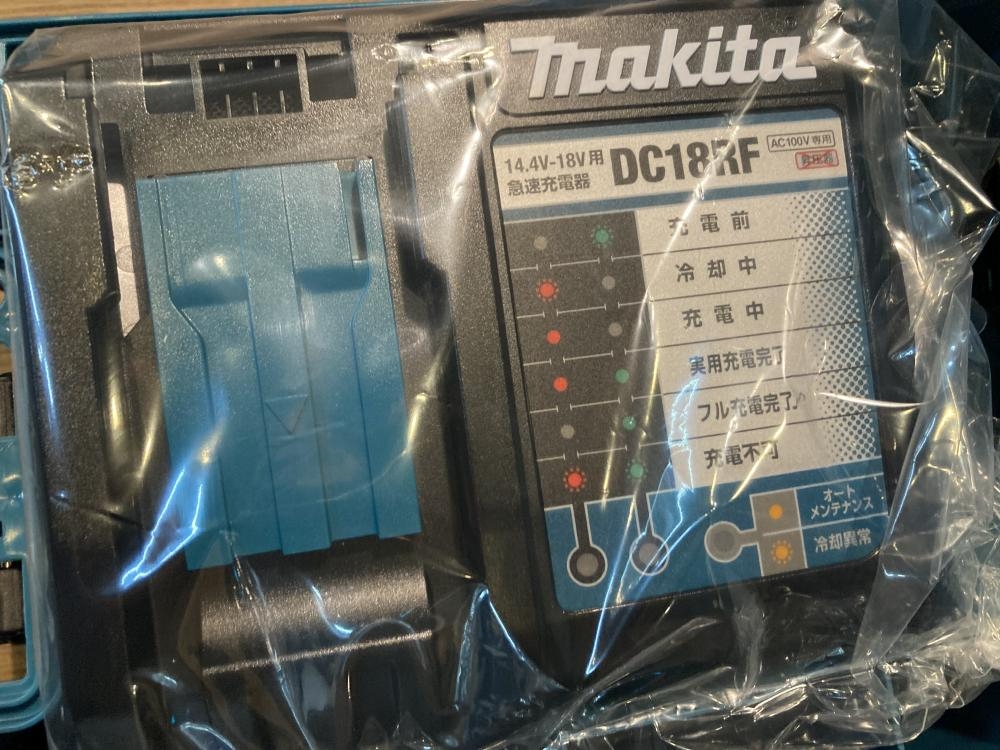 makita
14.4V-18V用
急速充電器
DC18RF
AC100V専用
昇圧器
充電前
冷却中
充電中
実用充電完了
フル充電完了♪
充電不可
オート
メンテナンス
冷却異常